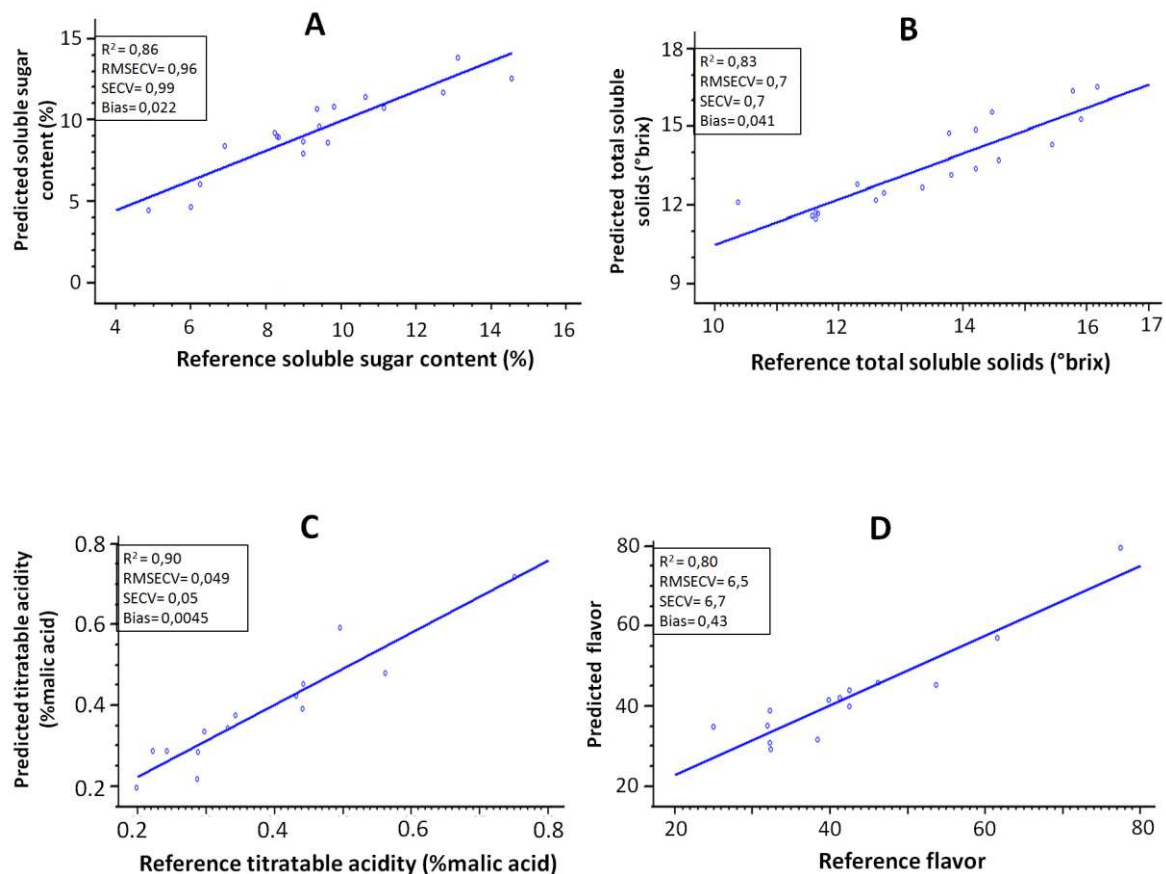 A
Predicted soluble sugar
content (%)
15
10
5
0
R² = 0,86
RMSECV= 0,96
SECV= 0,99
Bias= 0,022
4 6 8 10 12 14 16
Reference soluble sugar content (%)
B
Predicted total soluble
solids (°brix)
18
15
12
9
R² = 0,83
RMSECV= 0,7
SECV= 0,7
Bias= 0,041
10 12 14 16 17
Reference total soluble solids (°brix)
C
Predicted titratable acidity
(%malic acid)
0.8
0.6
0.4
0.2
R² = 0,90
RMSECV= 0,049
SECV= 0,05
Bias= 0,0045
0.2 0.4 0.6 0.8
Reference titratable acidity (%malic acid)
D
Predicted flavor
80
60
40
20
R² = 0,80
RMSECV= 6,5
SECV= 6,7
Bias= 0,43
20 40 60 80
Reference flavor